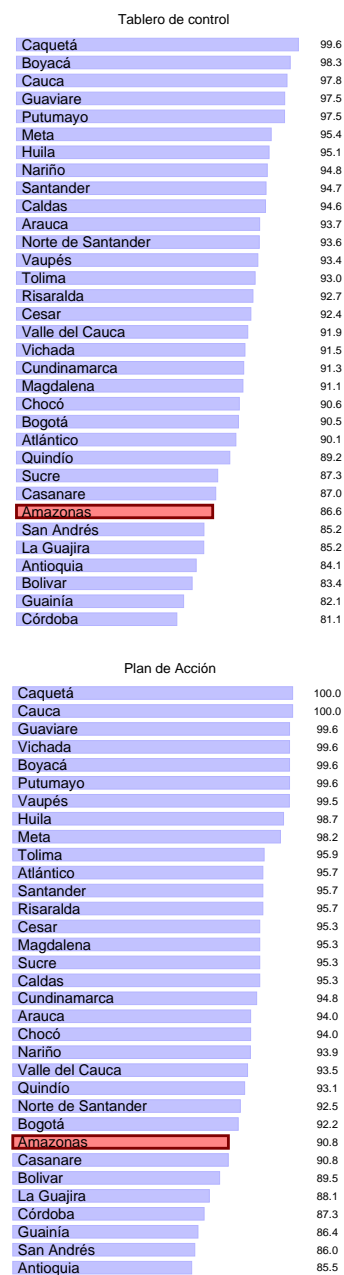 Tablero de control
Caquetá 99.6
Boyacá 98.3
Cauca 97.8
Guaviare 97.5
Putumayo 97.5
Meta 95.4
Huila 95.1
Nariño 94.8
Santander 94.7
Caldas 94.6
Arauca 93.7
Norte de Santander 93.6
Vaupés 93.4
Tolima 93.0
Risaralda 92.7
Cesar 92.4
Valle del Cauca 91.9
Vichada 91.5
Cundinamarca 91.3
Magdalena 91.1
Chocó 90.6
Bogotá 90.5
Atlántico 90.1
Quindío 89.2
Sucre 87.3
Casanare 87.0
Amazonas 86.6
San Andrés 85.2
La Guajira 85.2
Antioquia 84.1
Bolivar 83.4
Guainía 82.1
Córdoba 81.1
Plan de Acción
Caquetá 100.0
Cauca 100.0
Guaviare 99.6
Vichada 99.6
Boyacá 99.6
Putumayo 99.6
Vaupés 99.5
Huila 98.7
Meta 98.2
Tolima 95.9
Atlántico 95.7
Santander 95.7
Risaralda 95.7
Cesar 95.3
Magdalena 95.3
Sucre 95.3
Caldas 95.3
Cundinamarca 94.8
Arauca 94.0
Chocó 94.0
Nariño 93.9
Valle del Cauca 93.5
Quindío 93.1
Norte de Santander 92.5
Bogotá 92.2
Amazonas 90.8
Casanare 90.8
Bolivar 89.5
La Guajira 88.1
Córdoba 87.3
Guainía 86.4
San Andrés 86.0
Antioquia 85.5